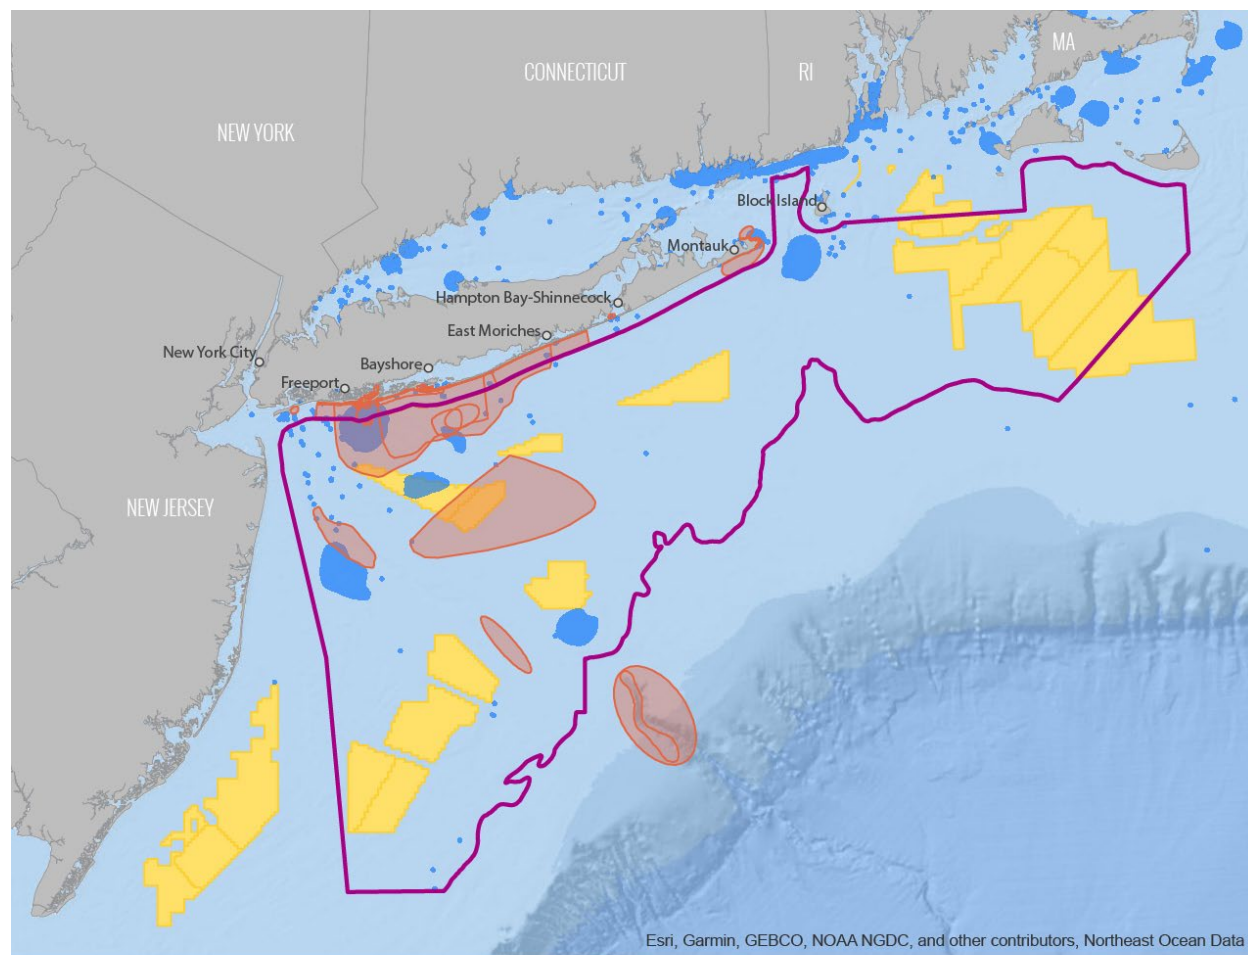 MA
CONNECTICUT
RI
NEW YORK
Block Island
Montauk
Hampton Bay-Shinnecock
East Moriches
New York City
Bayshore
Freeport
NEW JERSEY
Esri, Garmin, GEBCO, NOAA NGDC, and other contributors, Northeast Ocean Data